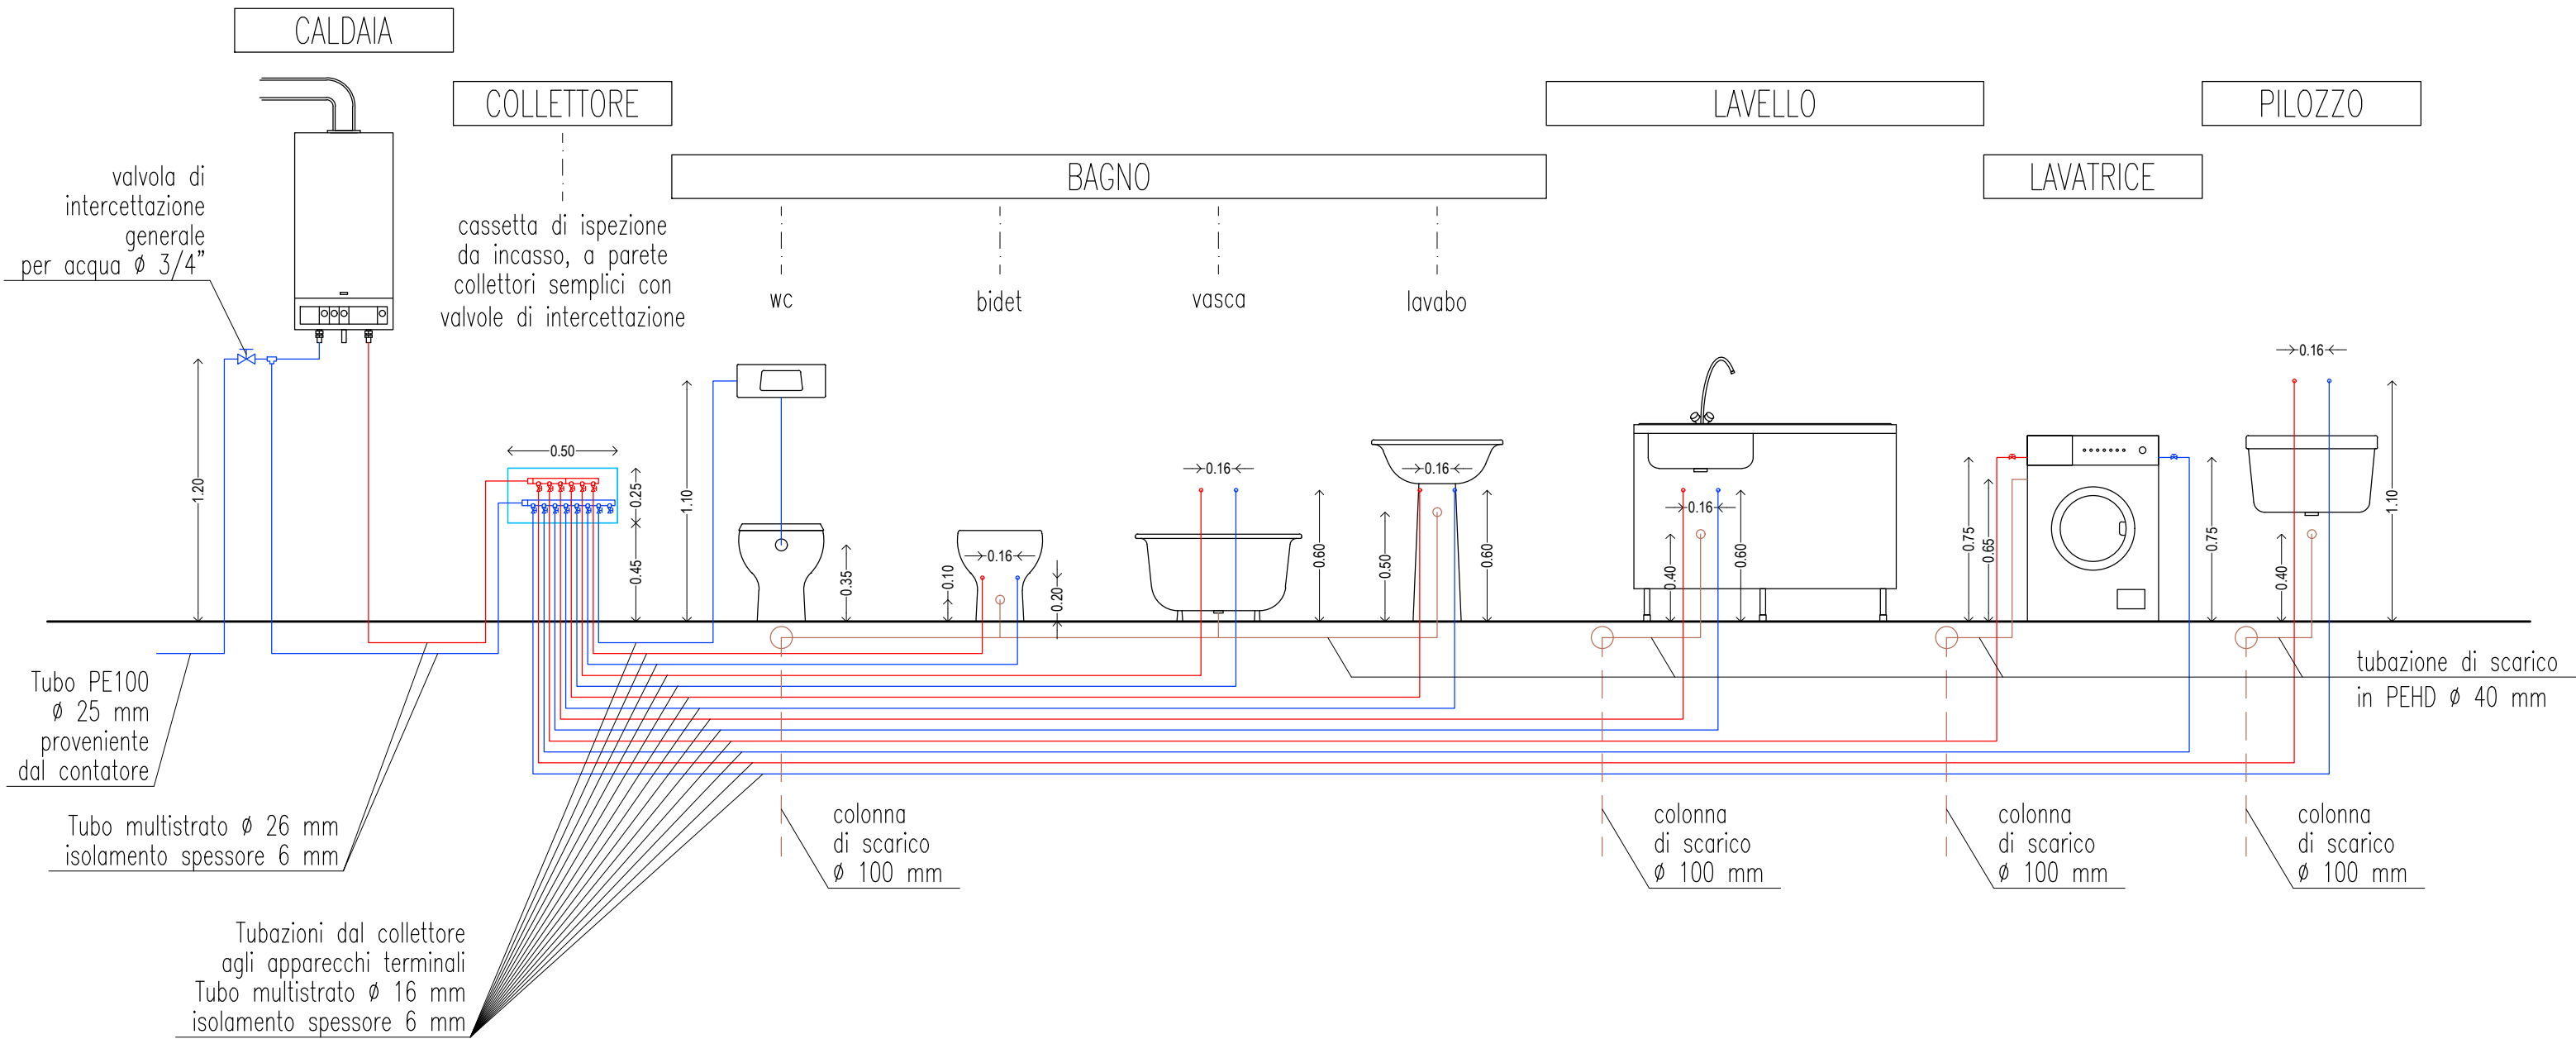 CALDAIA
COLLETTORE
LAVELLO
PILOZZO
BAGNO
LAVATRICE
valvola di
intercettazione
generale
per acqua ϕ 3/4"
cassetta di ispezione
da incasso, a parete
collettori semplici con
valvole di intercettazione
wc
bidet
vasca
lavabo
1.20
0.50
0.25
0.45
1.10
0.35
0.10
0.16
0.20
0.16
0.60
0.50
0.16
0.60
0.40
0.16
0.60
0.75
0.65
0.75
0.16
0.40
1.10
Tubo PE100
ϕ 25 mm
proveniente
dal contatore
Tubo multistrato ϕ 26 mm
isolamento spessore 6 mm
Tubazioni dal collettore
agli apparecchi terminali
Tubo multistrato ϕ 16 mm
isolamento spessore 6 mm
colonna
di scarico
ϕ 100 mm
colonna
di scarico
ϕ 100 mm
colonna
di scarico
ϕ 100 mm
colonna
di scarico
ϕ 100 mm
tubazione di scarico
in PEHD ϕ 40 mm